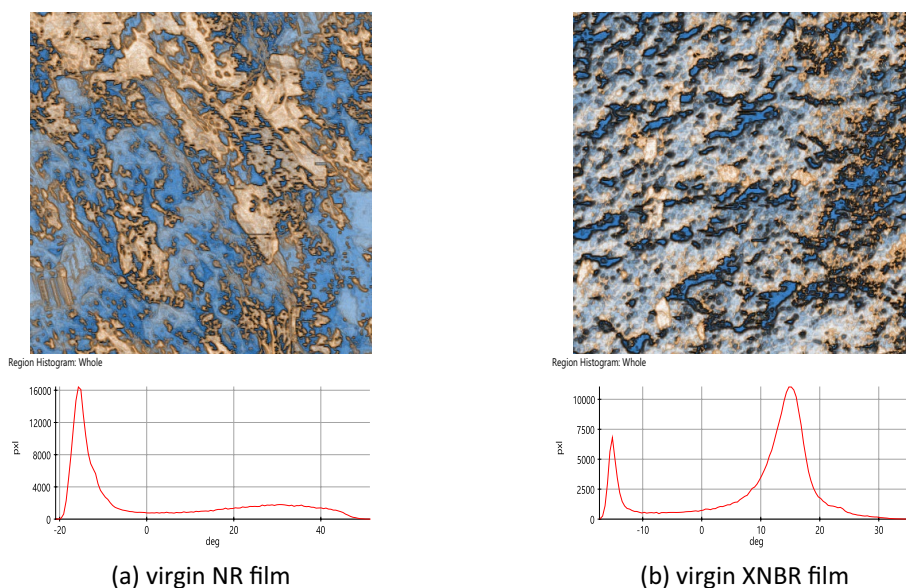 Region Histogram: Whole
16000
12000
8000
4000
0
pxl
-20 0 20 40
deg
(a) virgin NR film
Region Histogram: Whole
10000
7500
5000
2500
0
pxl
-10 0 10 20 30
deg
(b) virgin XNBR film